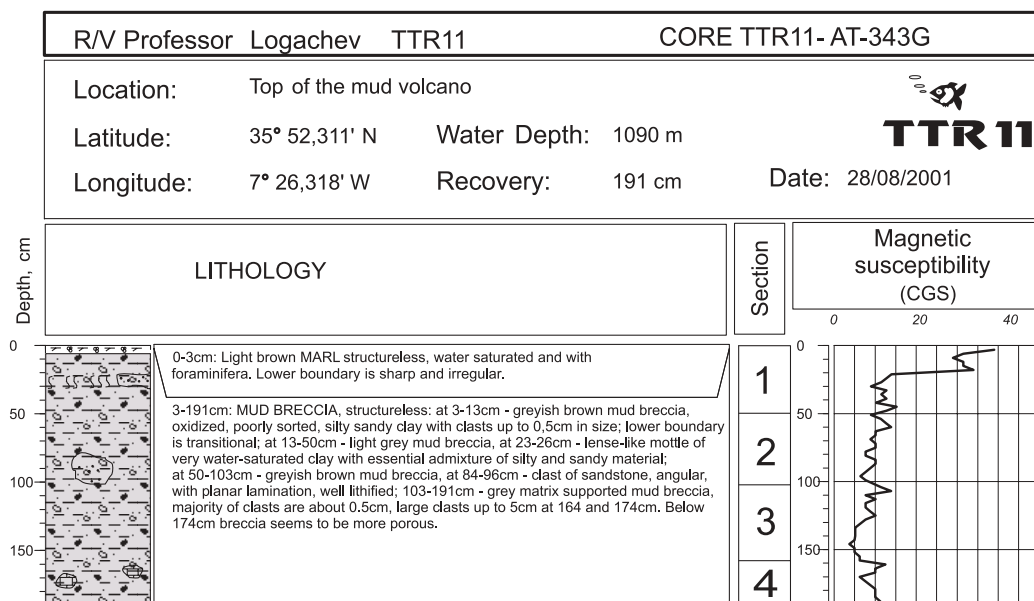 R/V Professor Logachev TTR11 CORE TTR11- AT-343G
Location: Top of the mud volcano
Latitude: 35° 52,311' N Water Depth: 1090 m
TTR 11
Longitude: 7° 26,318' W Recovery: 191 cm Date: 28/08/2001
Depth, cm
LITHOLOGY
Section
Magnetic
susceptibility
(CGS)
0 20 40
0
50
100
150
0-3cm: Light brown MARL structureless, water saturated and with
foraminifera. Lower boundary is sharp and irregular.
3-191cm: MUD BRECCIA, structureless: at 3-13cm - greyish brown mud breccia,
oxidized, poorly sorted, silty sandy clay with clasts up to 0,5cm in size; lower boundary
is transitional; at 13-50cm - light grey mud breccia, at 23-26cm - lense-like mottle of
very water-saturated clay with essential admixture of silty and sandy material;
at 50-103cm - greyish brown mud breccia, at 84-96cm - clast of sandstone, angular,
with planar lamination, well lithified; 103-191cm - grey matrix supported mud breccia,
majority of clasts are about 0.5cm, large clasts up to 5cm at 164 and 174cm. Below
174cm breccia seems to be more porous.
1
2
3
4
0
50
100
150